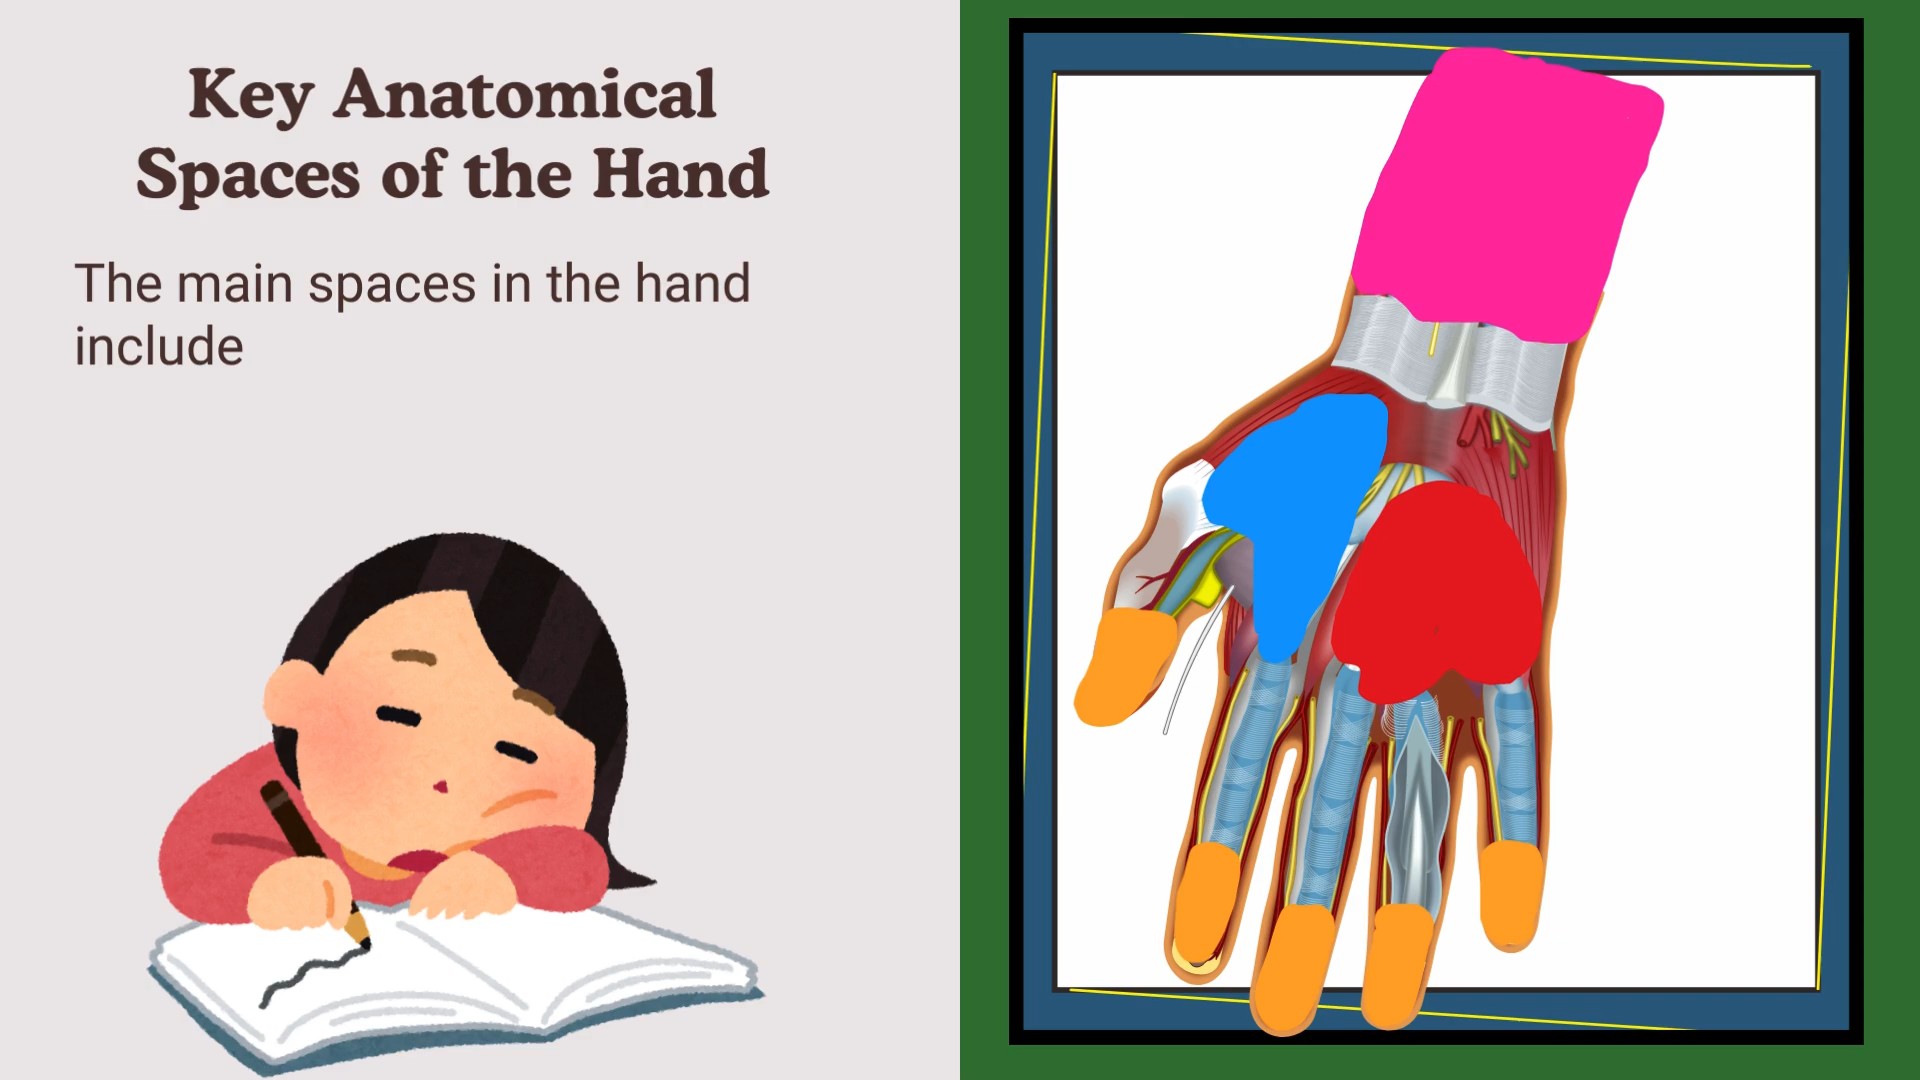 Key Anatomical
Spaces of the Hand
The main spaces in the hand
include